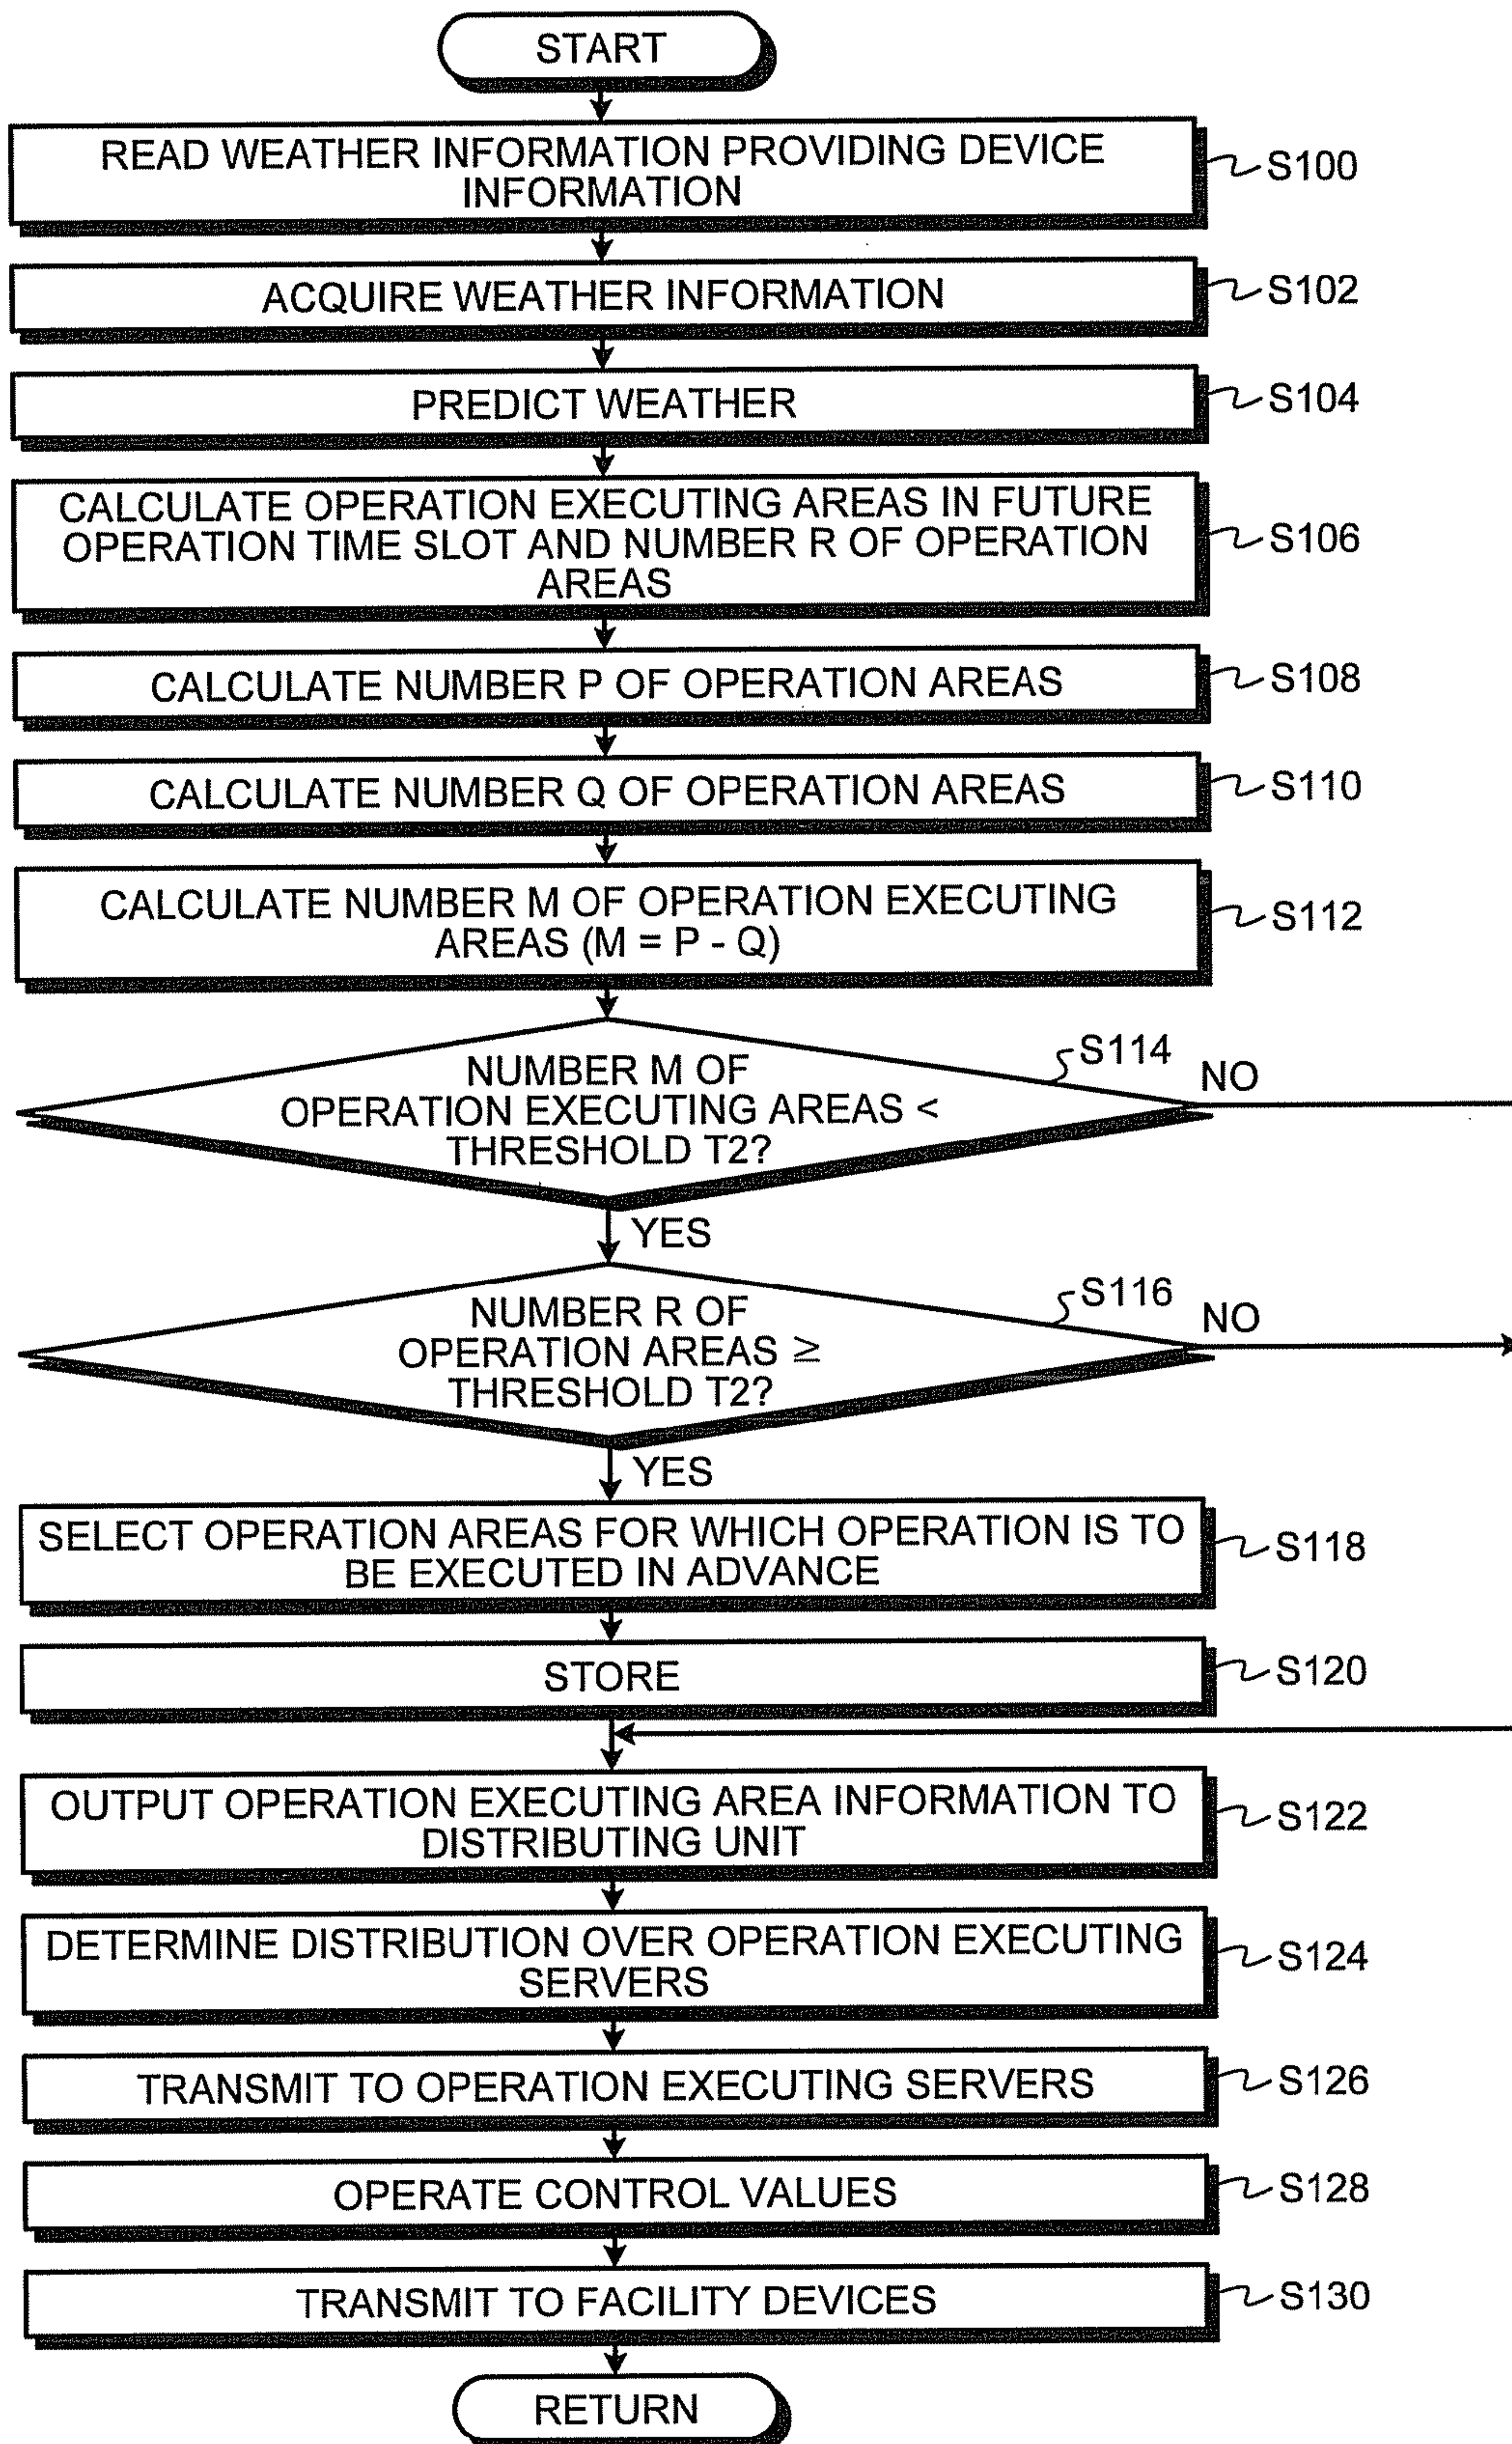 START
READ WEATHER INFORMATION PROVIDING DEVICE
INFORMATION
S100
ACQUIRE WEATHER INFORMATION
S102
PREDICT WEATHER
S104
CALCULATE OPERATION EXECUTING AREAS IN FUTURE
OPERATION TIME SLOT AND NUMBER R OF OPERATION
AREAS
S106
CALCULATE NUMBER P OF OPERATION AREAS
S108
CALCULATE NUMBER Q OF OPERATION AREAS
S110
CALCULATE NUMBER M OF OPERATION EXECUTING
AREAS (M = P - Q)
S112
NUMBER M OF
OPERATION EXECUTING AREAS <
THRESHOLD T2?
S114
NO
YES
NUMBER R OF
OPERATION AREAS ≥
THRESHOLD T2?
S116
NO
YES
SELECT OPERATION AREAS FOR WHICH OPERATION IS TO
BE EXECUTED IN ADVANCE
S118
STORE
S120
OUTPUT OPERATION EXECUTING AREA INFORMATION TO
DISTRIBUTING UNIT
S122
DETERMINE DISTRIBUTION OVER OPERATION EXECUTING
SERVERS
S124
TRANSMIT TO OPERATION EXECUTING SERVERS
S126
OPERATE CONTROL VALUES
S128
TRANSMIT TO FACILITY DEVICES
S130
RETURN